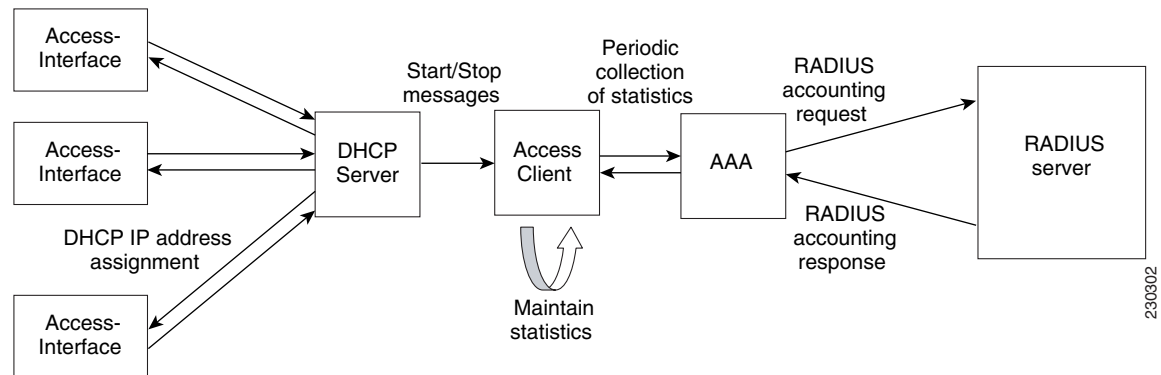 Access-
Interface
Access-
Interface
DHCP IP address
assignment
Access-
Interface
DHCP
Server
Start/Stop
messages
Access
Client
Maintain
statistics
Periodic
collection
of statistics
AAA
RADIUS
accounting
request
RADIUS
accounting
response
RADIUS
server
230302